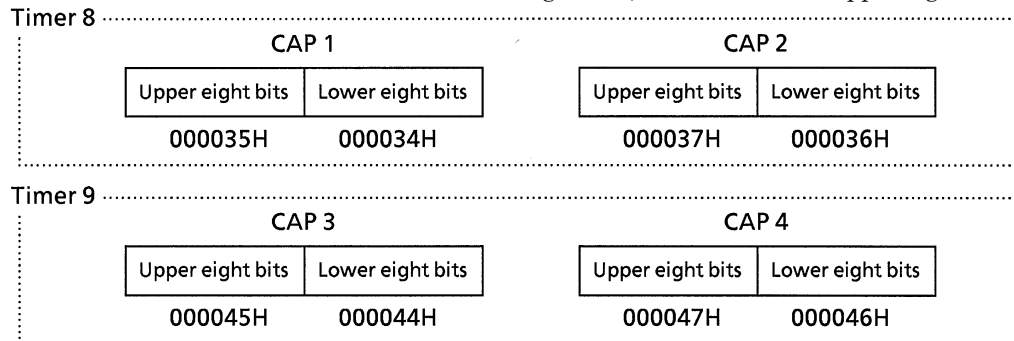 Timer 8
CAP 1 CAP 2
Upper eight bits Lower eight bits Upper eight bits Lower eight bits
000035H 000034H 000037H 000036H
Timer 9
CAP 3 CAP 4
Upper eight bits Lower eight bits Upper eight bits Lower eight bits
000045H 000044H 000047H 000046H